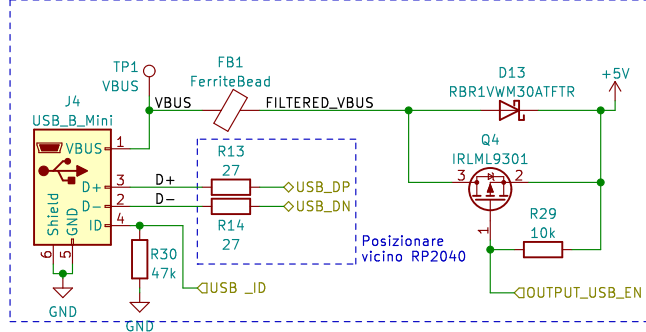 TP1
VBUS
J4
USB_B_Mini
VBUS
1
D+
3
D-
2
ID
4
Shield
GND
6
5
GND
VBUS
FB1
FerriteBead
FILTERED_VBUS
D+
D-
R13
27
USB_DP
USB_DN
R14
27
Posizionare
vicino RP2040
R30
47k
USB _ID
GND
D13
RBR1VWM30ATFTR
+5V
Q4
IRLML9301
3
2
1
R29
10k
OUTPUT_USB_EN